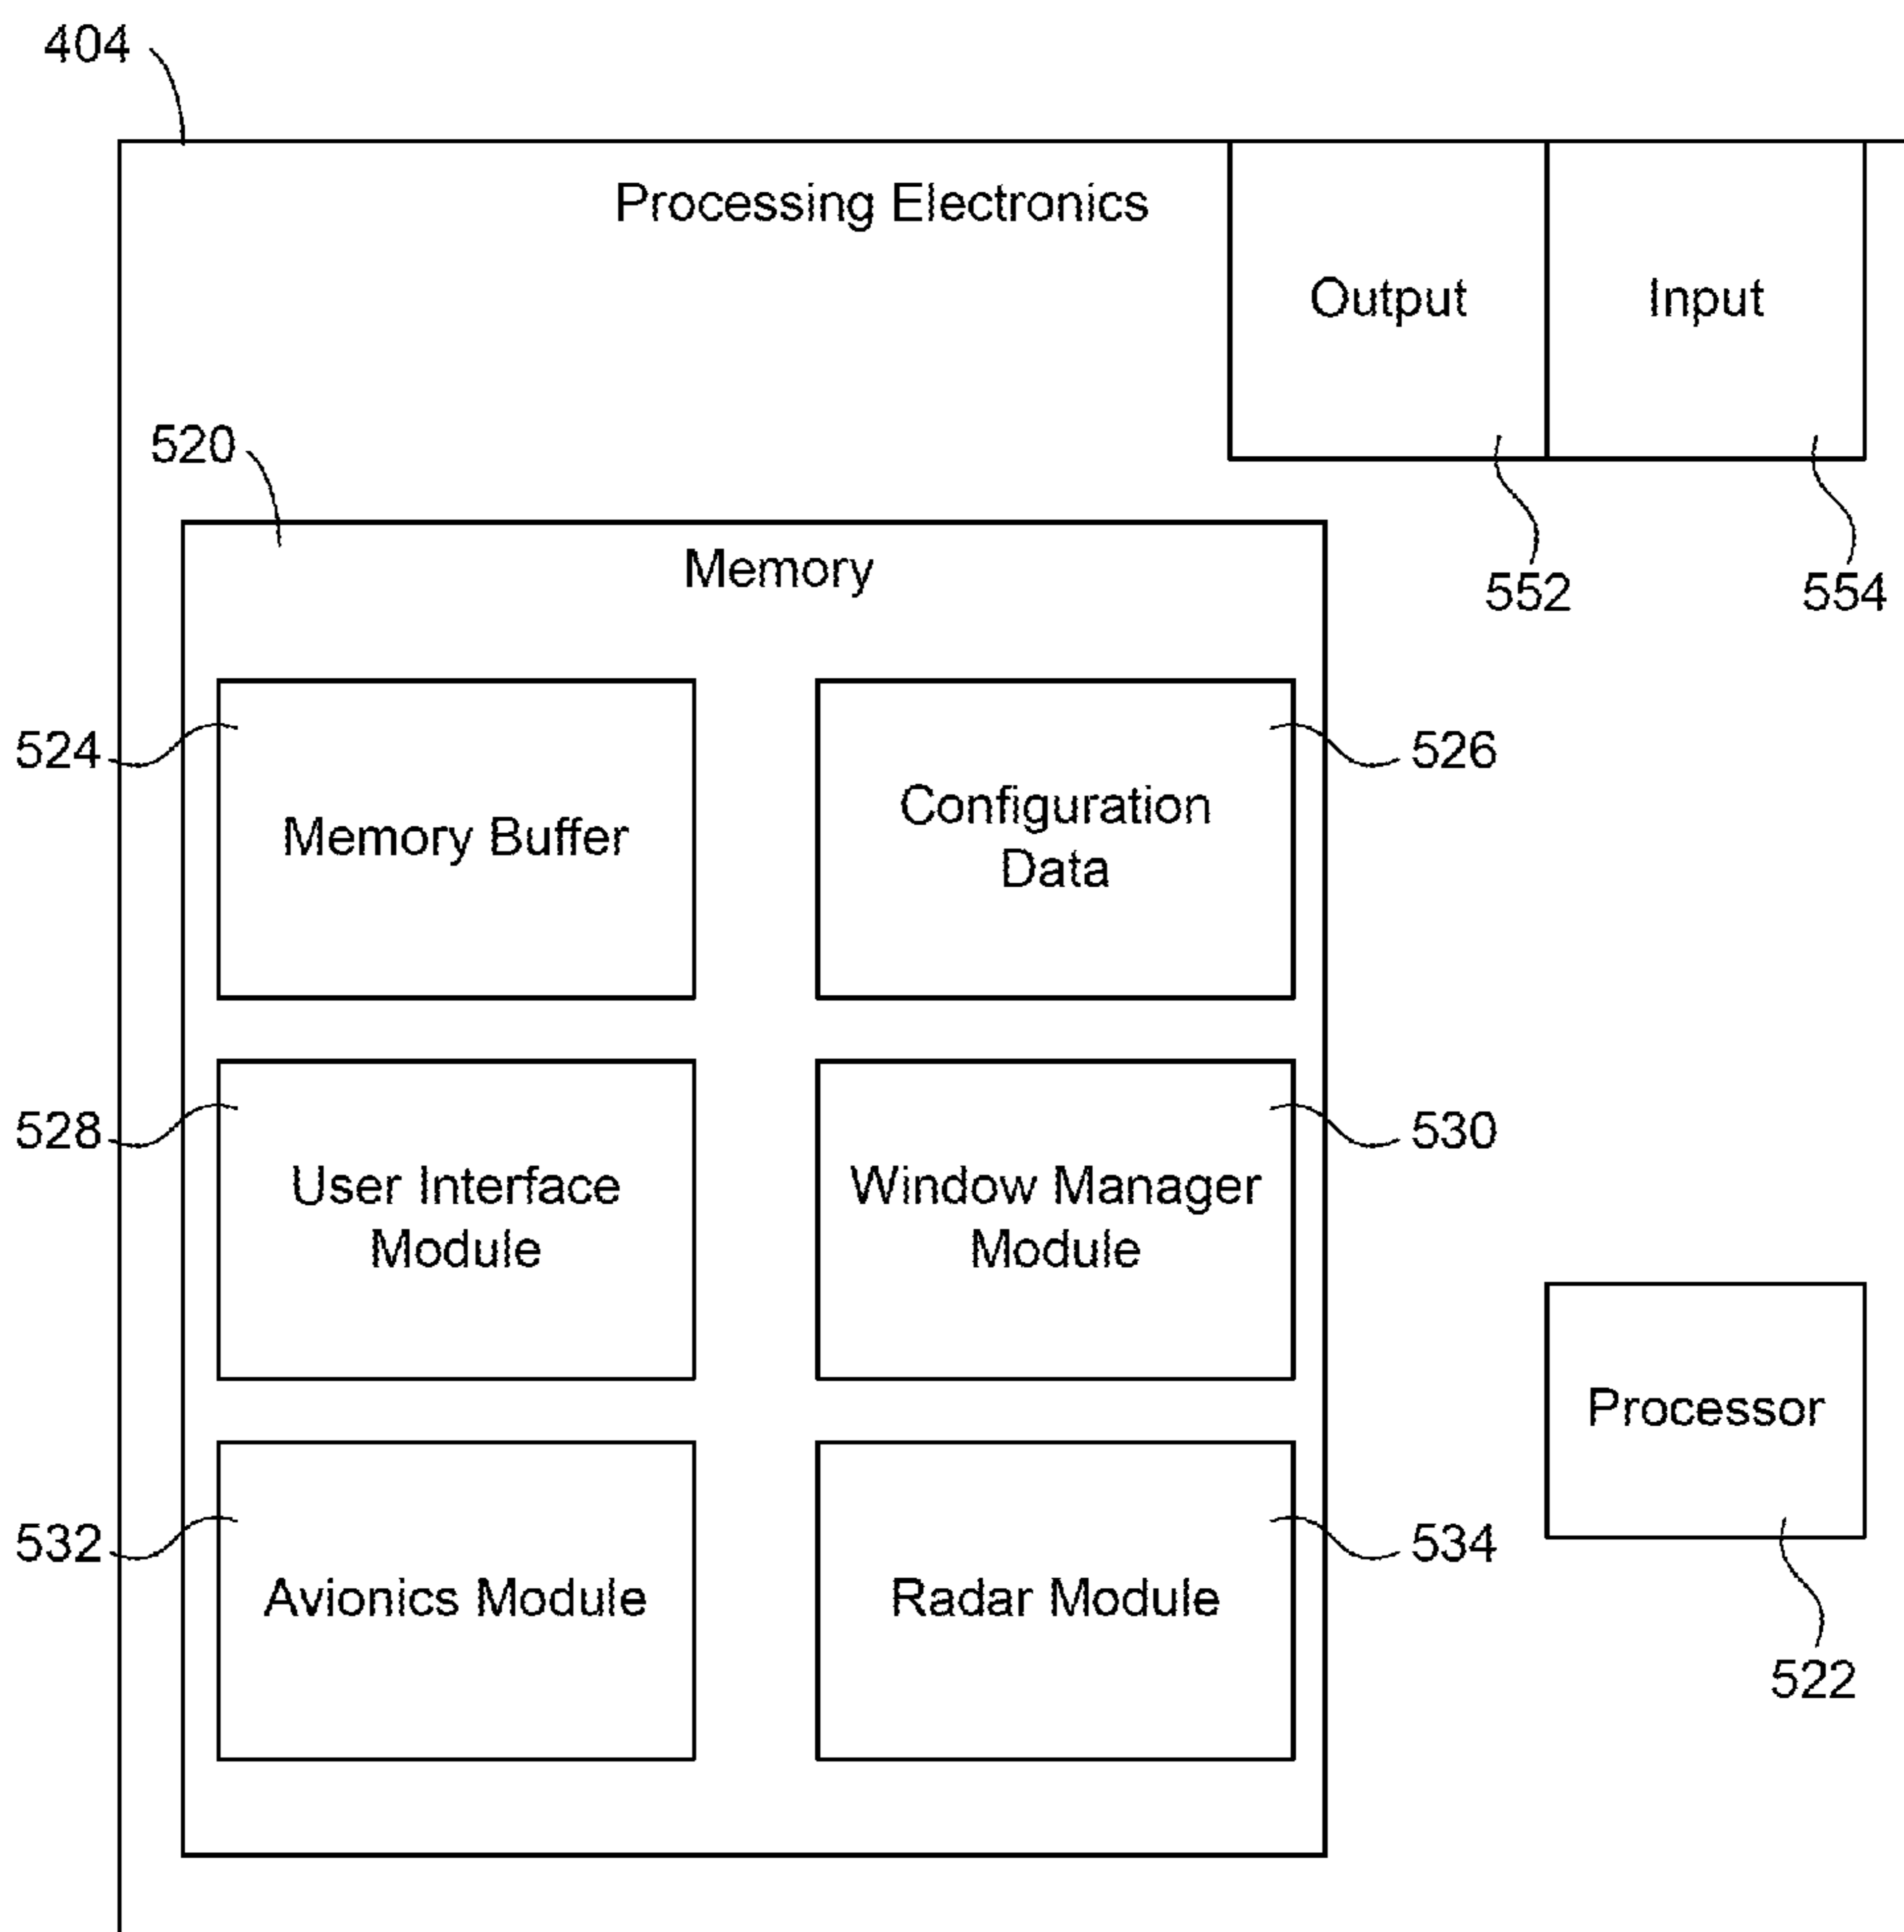 404
Processing Electronics
Output
Input
520
552
554
Memory
524
526
Memory Buffer
Configuration
Data
528
530
User Interface
Module
Window Manager
Module
Processor
532
534
Avionics Module
Radar Module
522